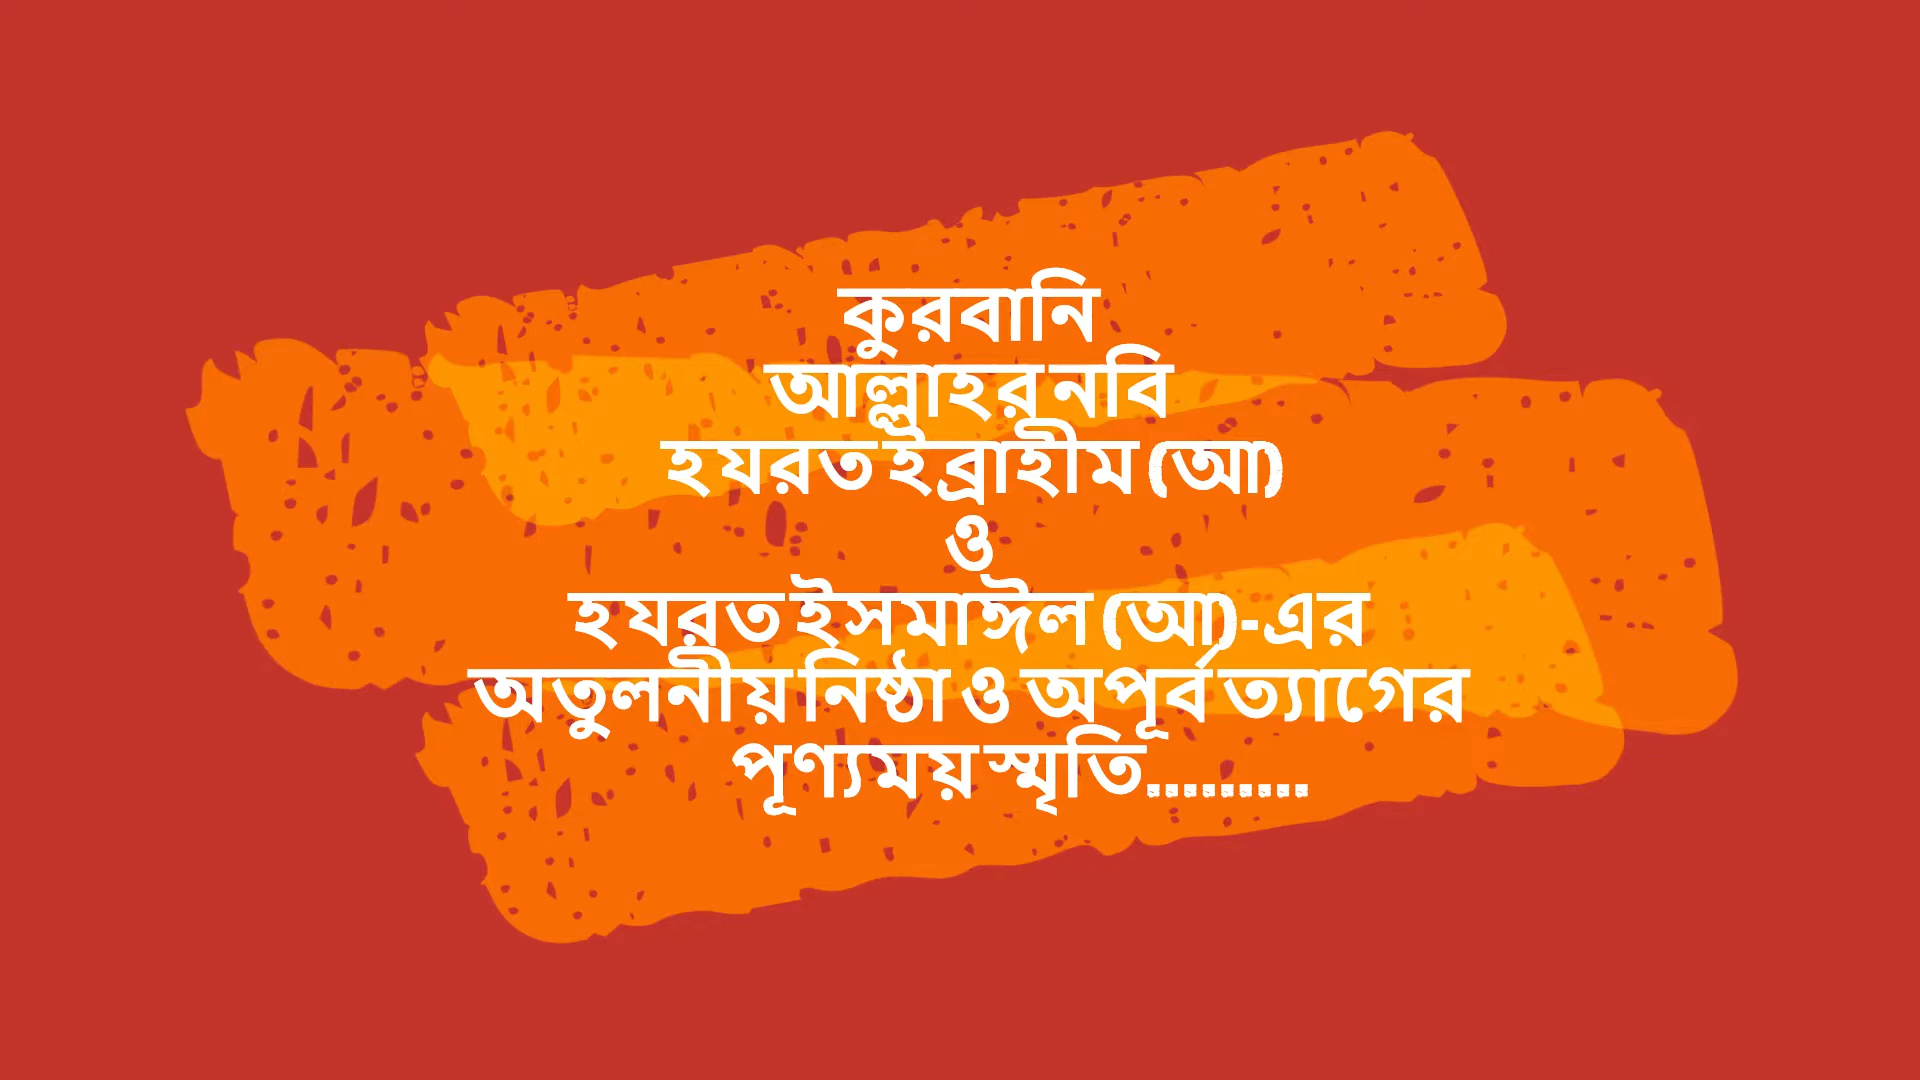 কুরবানি
আল্লাহর নবি
হযরত ইব্রাহীম (আ)
ও
হযরত ইসমাঈল (আ)-এর
অতুলনীয় নিষ্ঠা ও অপূর্ব ত্যাগের
পূণ্যময় স্মৃতি.........